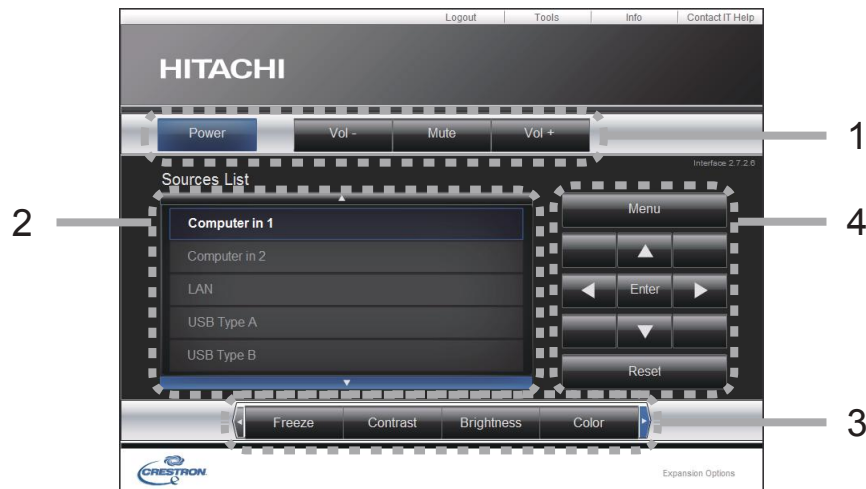 Logout Tools Info Contact IT Help
HITACHI
Power Vol - Mute Vol +
1
Interface 2.7.2.6
Sources List
2
4
Computer in 1
Computer in 2
LAN
USB Type A
USB Type B
Menu
Enter
Reset
Freeze Contrast Brightness Color
3
CRESTRON
Expansion Options